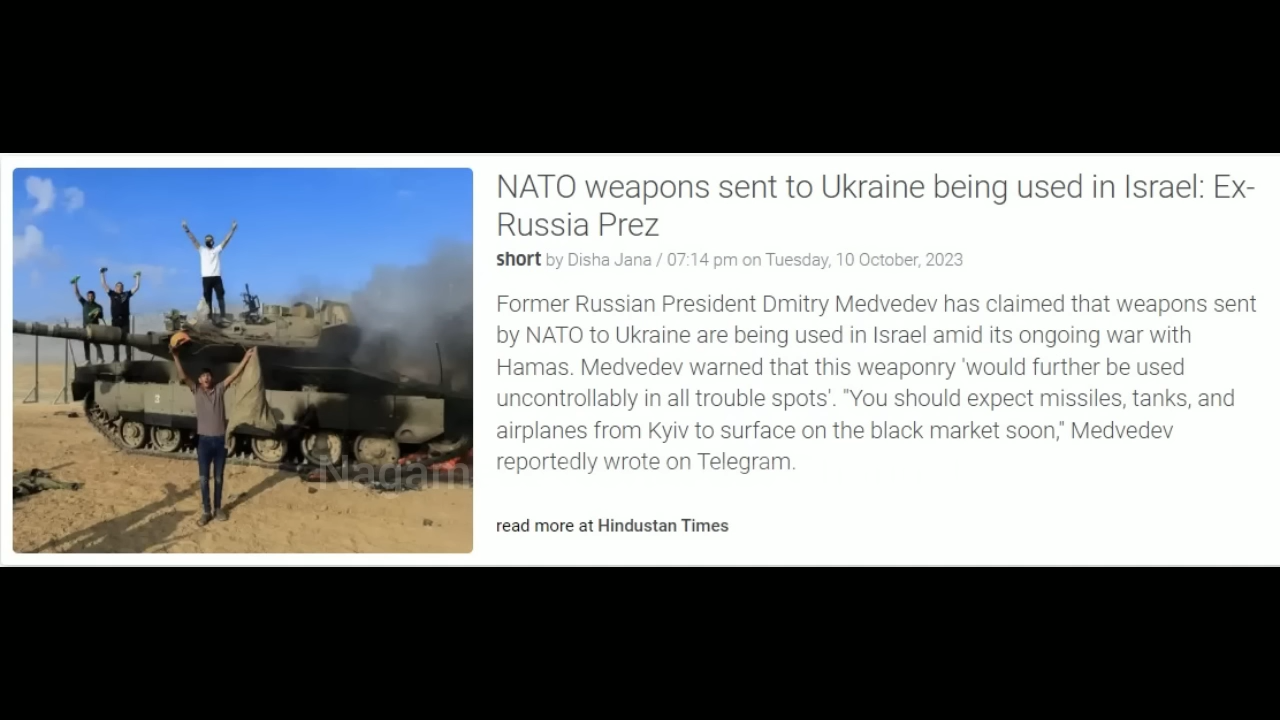 NATO weapons sent to Ukraine being used in Israel: Ex-
Russia Prez
short by Disha Jana / 07:14 pm on Tuesday, 10 October, 2023
Former Russian President Dmitry Medvedev has claimed that weapons sent
by NATO to Ukraine are being used in Israel amid its ongoing war with
Hamas. Medvedev warned that this weaponry 'would further be used
uncontrollably in all trouble spots'. "You should expect missiles, tanks, and
airplanes from Kyiv to surface on the black market soon," Medvedev
reportedly wrote on Telegram.
read more at Hindustan Times
Nagam